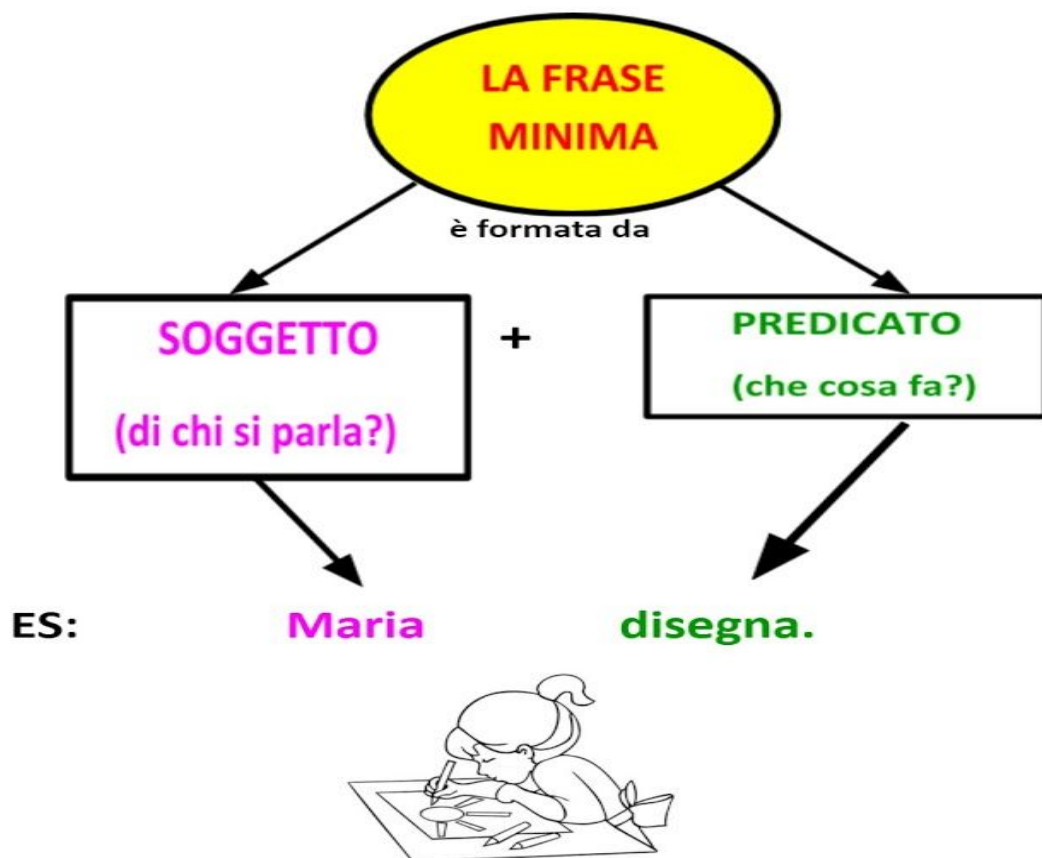 LA FRASE
MINIMA
è formata da
SOGGETTO
(di chi si parla?)
+
PREDICATO
(che cosa fa?)
ES: Maria disegna.